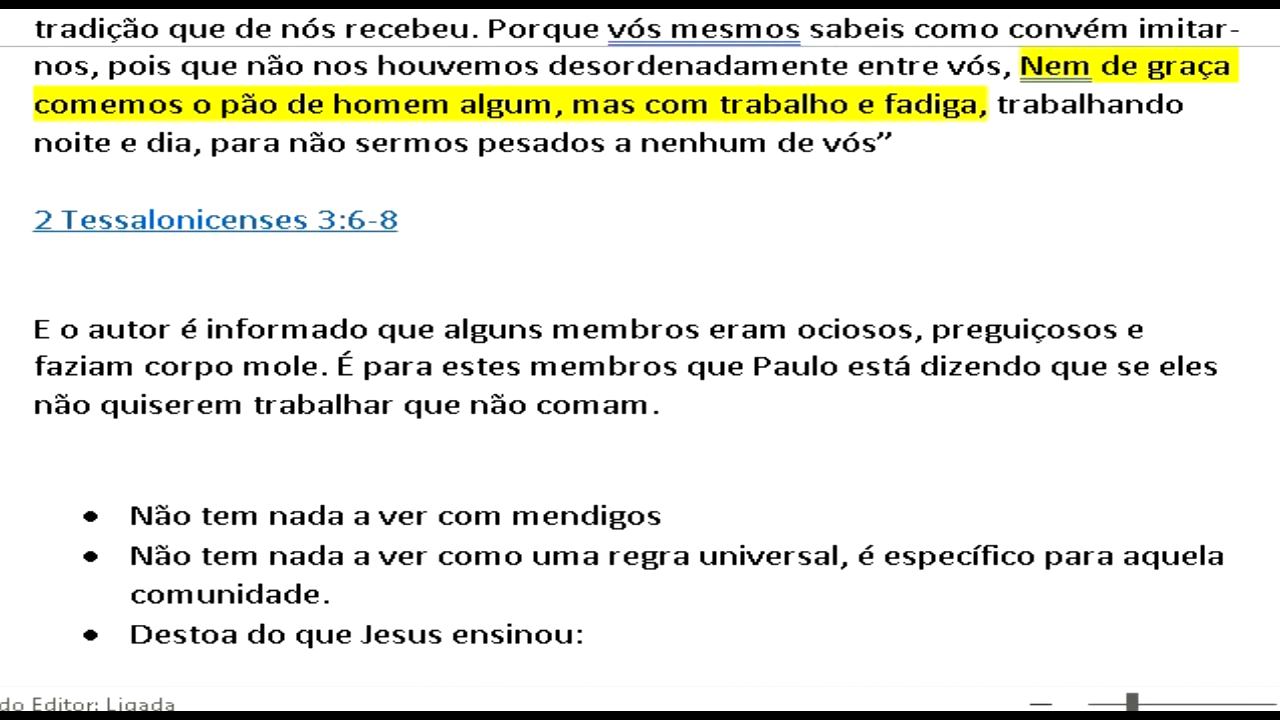 tradição que de nós recebeu. Porque vós mesmos sabeis como convém imitar-
nos, pois que não nos houvemos desordenadamente entre vós, Nem de graça
comemos o pão de homem algum, mas com trabalho e fadiga, trabalhando
noite e dia, para não sermos pesados a nenhum de vós”
2 Tessalonicenses 3:6-8
E o autor é informado que alguns membros eram ociosos, preguiçosos e
faziam corpo mole. É para estes membros que Paulo está dizendo que se eles
não quiserem trabalhar que não comam.
• Não tem nada a ver com mendigos
• Não tem nada a ver como uma regra universal, é específico para aquela
comunidade.
• Destoa do que Jesus ensinou:
do Editor: Ligada